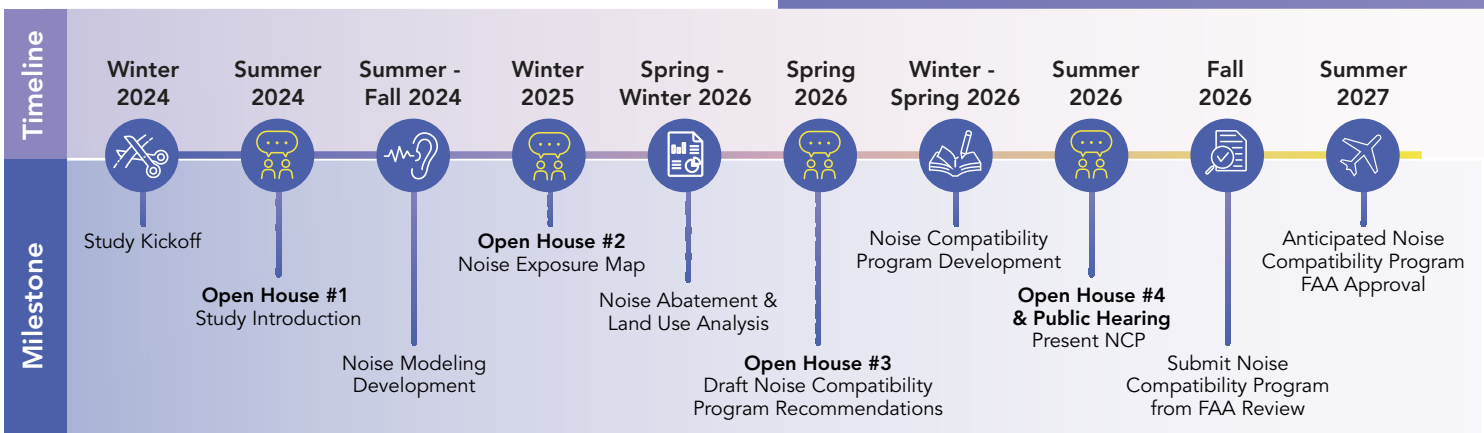 Timeline
Winter
2024
Summer
2024
Summer -
Fall 2024
Winter
2025
Spring -
Winter 2026
Spring
2026
Winter -
Spring 2026
Summer
2026
Fall
2026
Summer
2027
Milestone
Study Kickoff
Open House #1
Study Introduction
Noise Modeling
Development
Open House #2
Noise Exposure Map
Noise Abatement &
Land Use Analysis
Open House #3
Draft Noise Compatibility
Program Recommendations
Noise Compatibility
Program Development
Open House #4
& Public Hearing
Present NCP
Submit Noise
Compatibility Program
from FAA Review
Anticipated Noise
Compatibility Program
FAA Approval